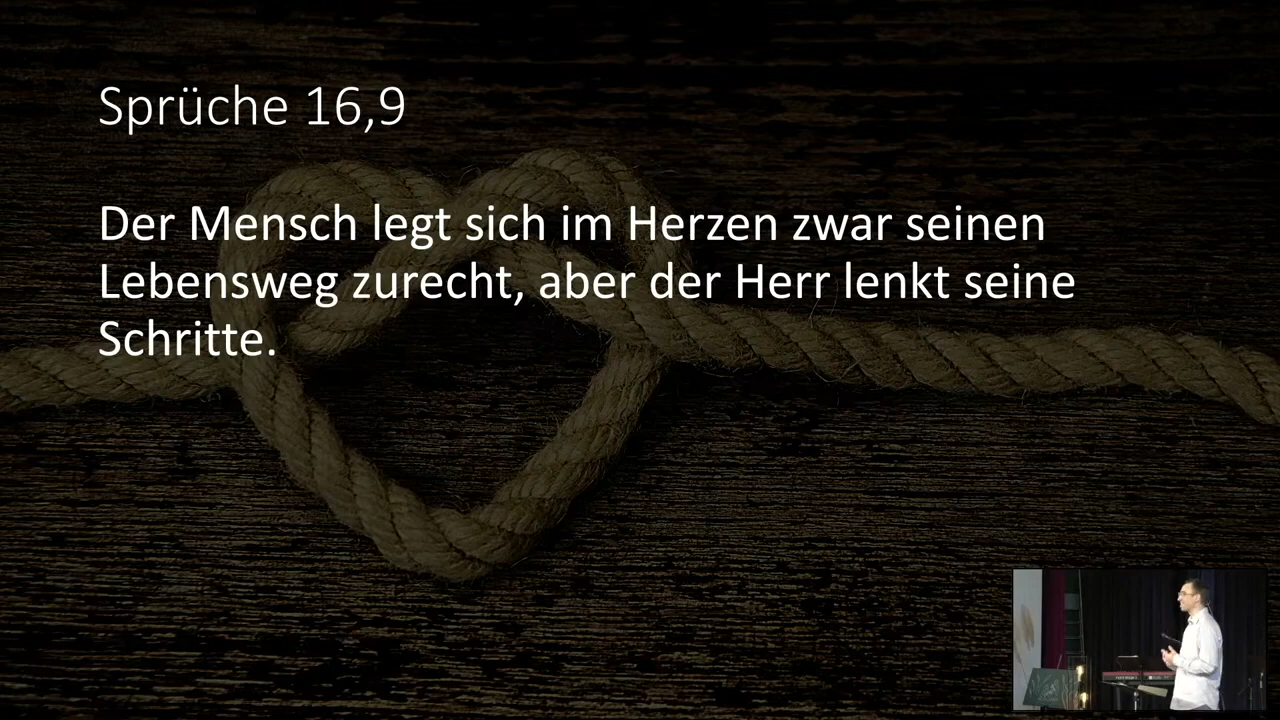 Sprüche 16,9
Der Mensch legt sich im Herzen zwar seinen
Lebensweg zurecht, aber der Herr lenkt seine
Schritte.